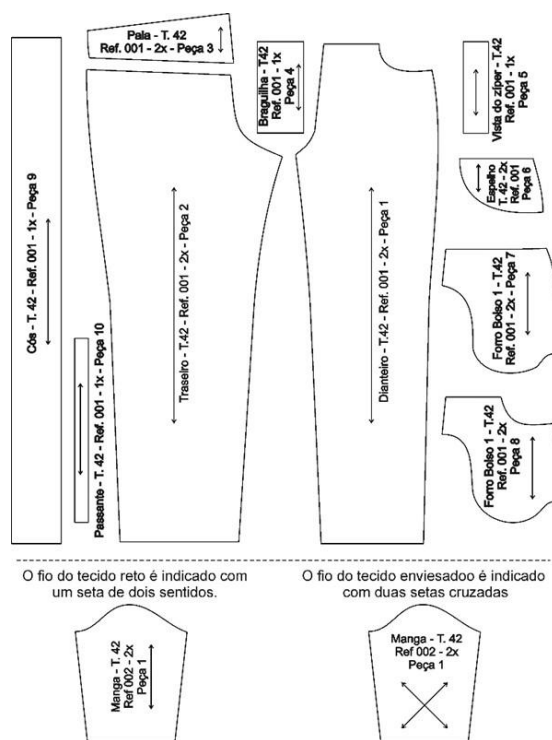 Cós - T. 42 - Ref. 001 - 1x - Peça 9
Passante - T. 42 - Ref. 001 - 1x - Peça 10
Pala - T. 42
Ref. 001 - 2x - Peça 3
Traseiro - T.42 - Ref. 001 - 2x - Peça 2
Braguilha - T42
Ref. 001 - 1x
Peça 4
Dianteiro - T.42 - Ref. 001 - 2x - Peça 1
Vista do zíper - T.42
Ref. 001 - 1x
Peça 5
Espelho
T. 42 - 2x
Ref. 001
Peça 6
Forro Bolso 1 - T.42
Ref. 001 - 2x - Peça 7
Forro Bolso 1 - T.42
Ref. 001 - 2x
Peça 8
O fio do tecido reto é indicado com
um seta de dois sentidos.
O fio do tecido enviesadoo é indicado
com duas setas cruzadas
Manga - T. 42
Ref 002 - 2x
Peça 1
Manga - T. 42
Ref 002 - 2x
Peça 1